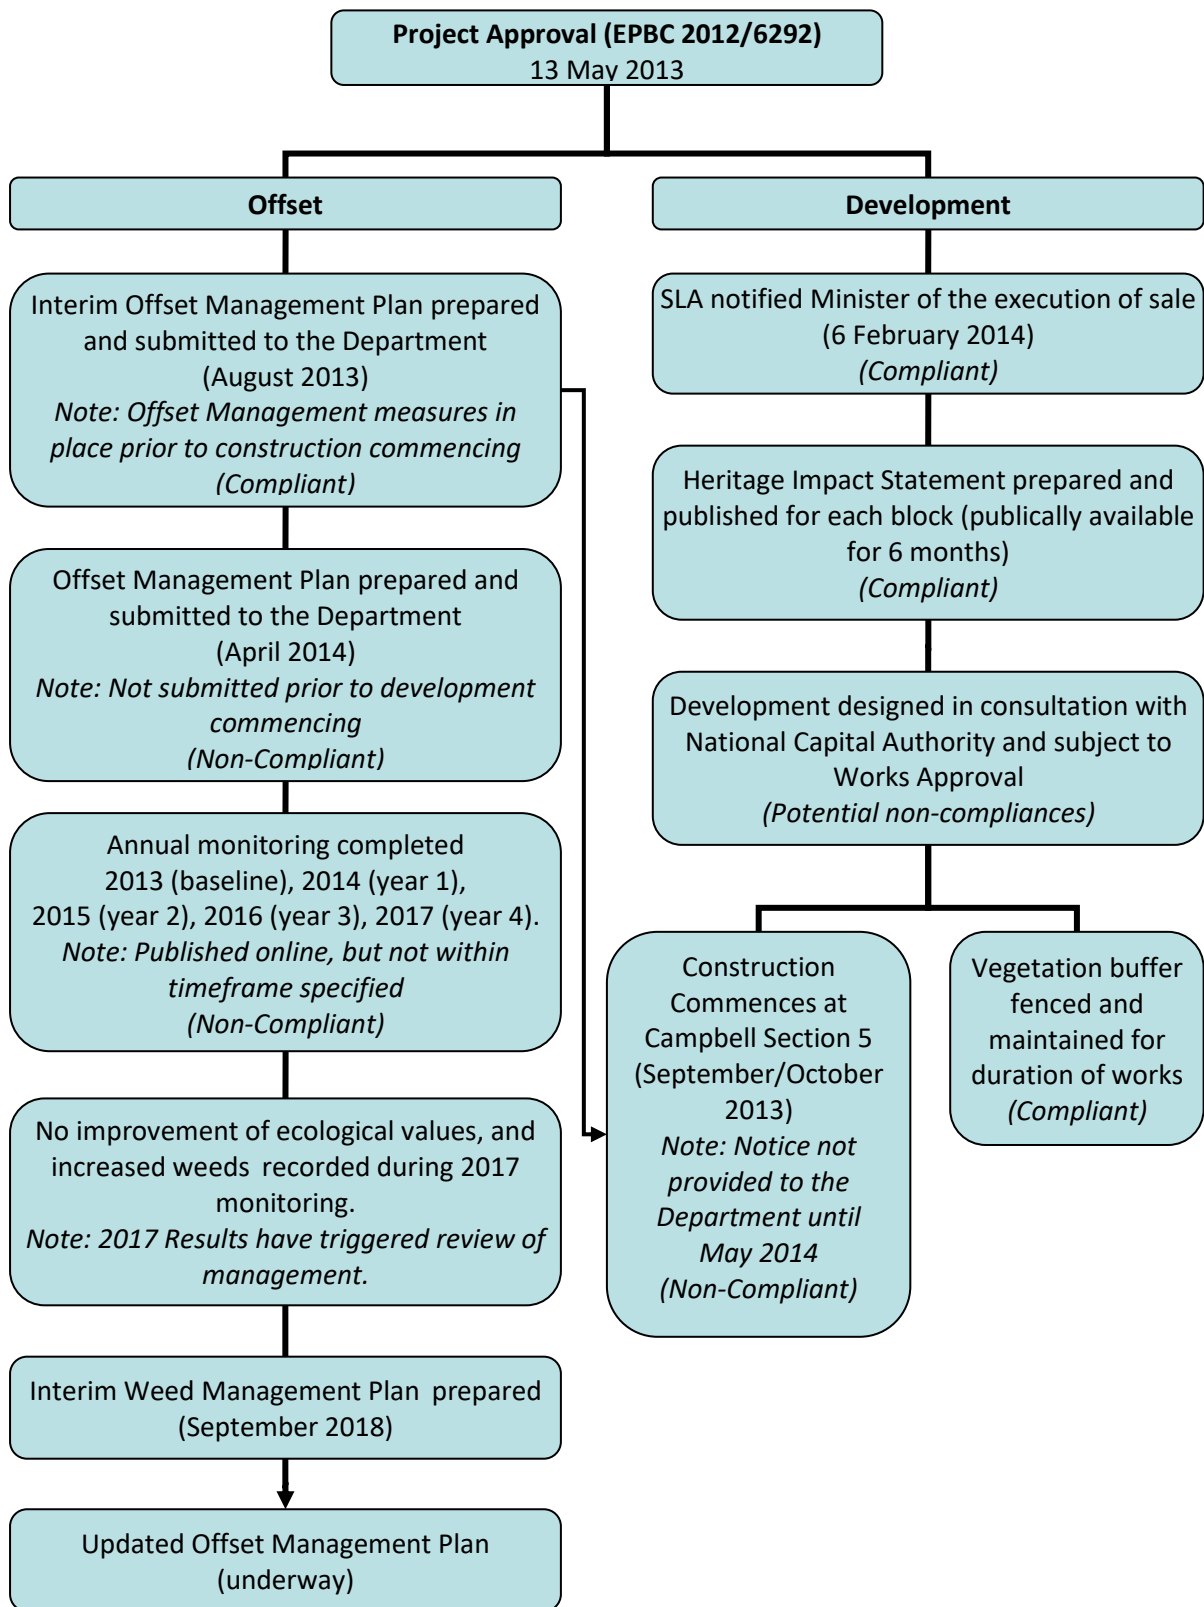 Project Approval (EPBC 2012/6292)
13 May 2013
Offset
Interim Offset Management Plan prepared
and submitted to the Department
(August 2013)
Note: Offset Management measures in
place prior to construction commencing
(Compliant)
Offset Management Plan prepared and
submitted to the Department
(April 2014)
Note: Not submitted prior to development
commencing
(Non-Compliant)
Annual monitoring completed
2013 (baseline), 2014 (year 1),
2015 (year 2), 2016 (year 3), 2017 (year 4).
Note: Published online, but not within
timeframe specified
(Non-Compliant)
No improvement of ecological values, and
increased weeds recorded during 2017
monitoring.
Note: 2017 Results have triggered review of
management.
Interim Weed Management Plan prepared
(September 2018)
Updated Offset Management Plan
(underway)
Development
SLA notified Minister of the execution of sale
(6 February 2014)
(Compliant)
Heritage Impact Statement prepared and
published for each block (publically available
for 6 months)
(Compliant)
Development designed in consultation with
National Capital Authority and subject to
Works Approval
(Potential non-compliances)
Construction
Commences at
Campbell Section 5
(September/October
2013)
Note: Notice not
provided to the
Department until
May 2014
(Non-Compliant)
Vegetation buffer
fenced and
maintained for
duration of works
(Compliant)